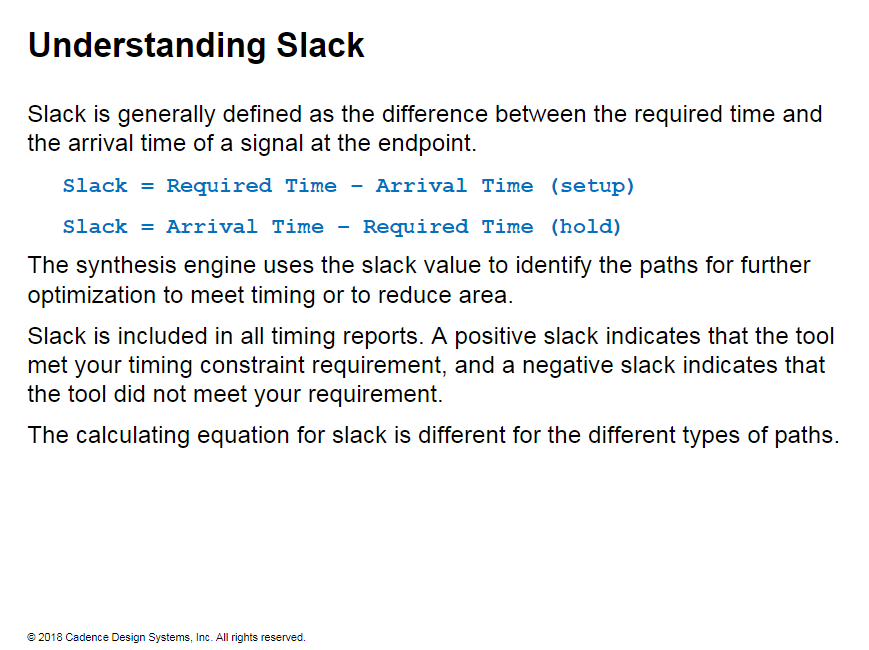 Understanding Slack
Slack is generally defined as the difference between the required time and
the arrival time of a signal at the endpoint.
Slack = Required Time – Arrival Time (setup)
Slack = Arrival Time – Required Time (hold)
The synthesis engine uses the slack value to identify the paths for further
optimization to meet timing or to reduce area.
Slack is included in all timing reports. A positive slack indicates that the tool
met your timing constraint requirement, and a negative slack indicates that
the tool did not meet your requirement.
The calculating equation for slack is different for the different types of paths.
© 2018 Cadence Design Systems, Inc. All rights reserved.